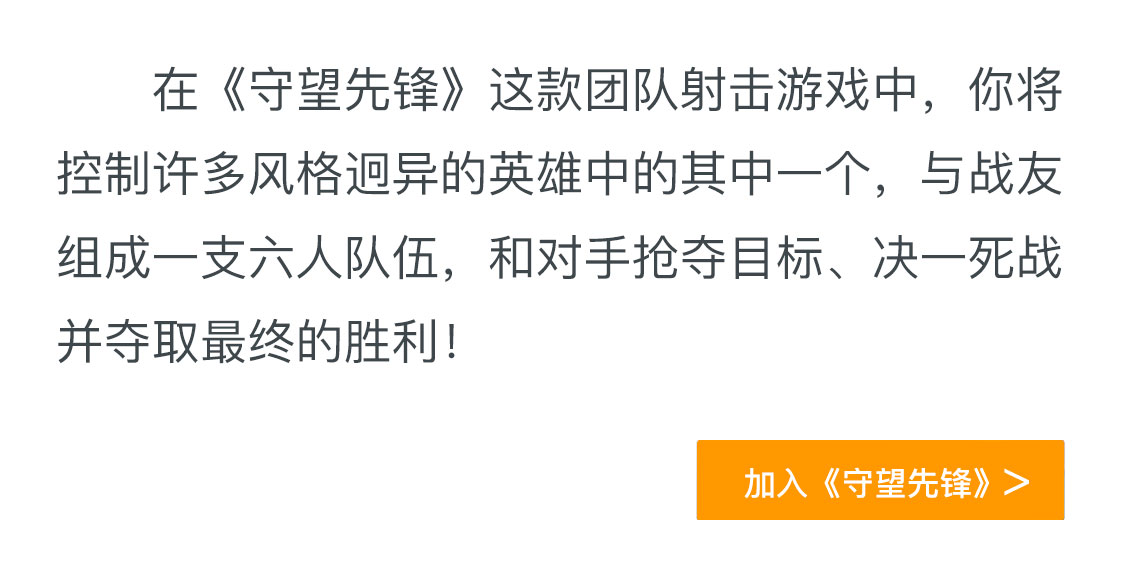 在《守望先锋》这款团队射击游戏中，你将
控制许多风格迥异的英雄中的其中一个，与战友
组成一支六人队伍，和对手抢夺目标、决一死战
并夺取最终的胜利！
加入《守望先锋》>